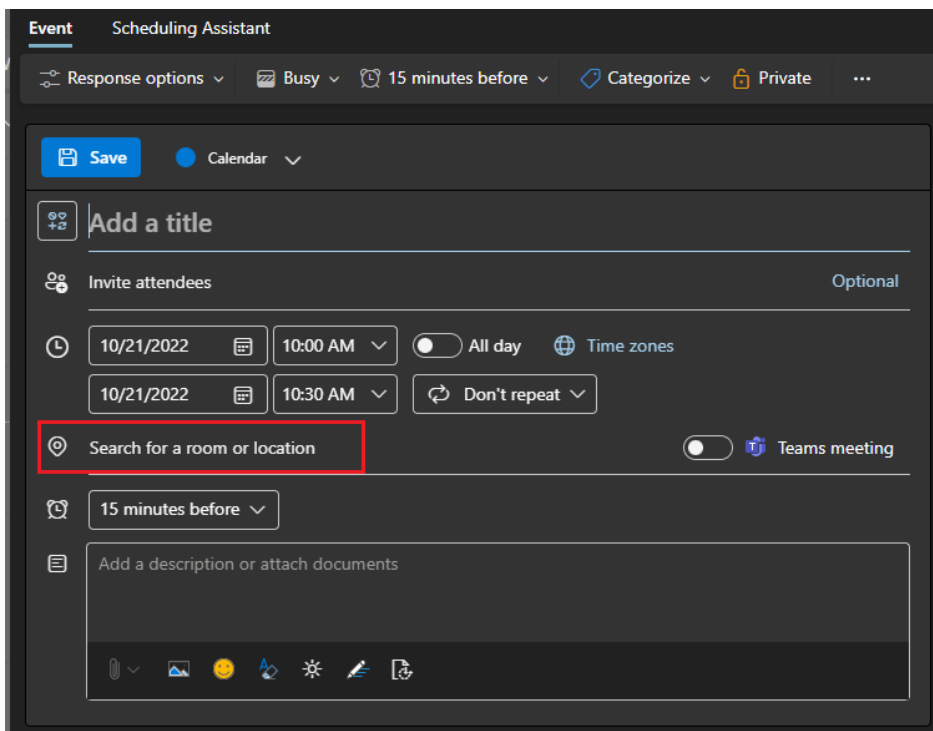 Event Scheduling Assistant
Response options Busy 15 minutes before Categorize Private ...
Save Calendar
Add a title
Invite attendees Optional
10/21/2022 10:00 AM All day Time zones
10/21/2022 10:30 AM Don't repeat
Search for a room or location Teams meeting
15 minutes before
Add a description or attach documents